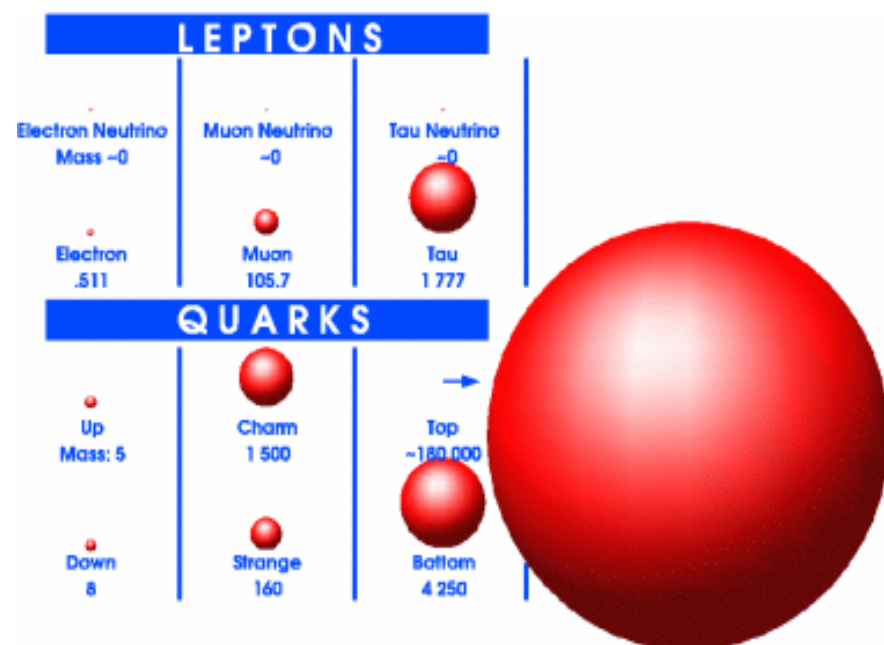 LEPTONS
Electron Neutrino
Mass ~0
Muon Neutrino
~0
Tau Neutrino
~0
Electron
.511
Muon
105.7
Tau
1 777
QUARKS
Up
Mass: 5
Charm
1 500
Top
~180 000
Down
8
Strange
160
Bottom
4 250